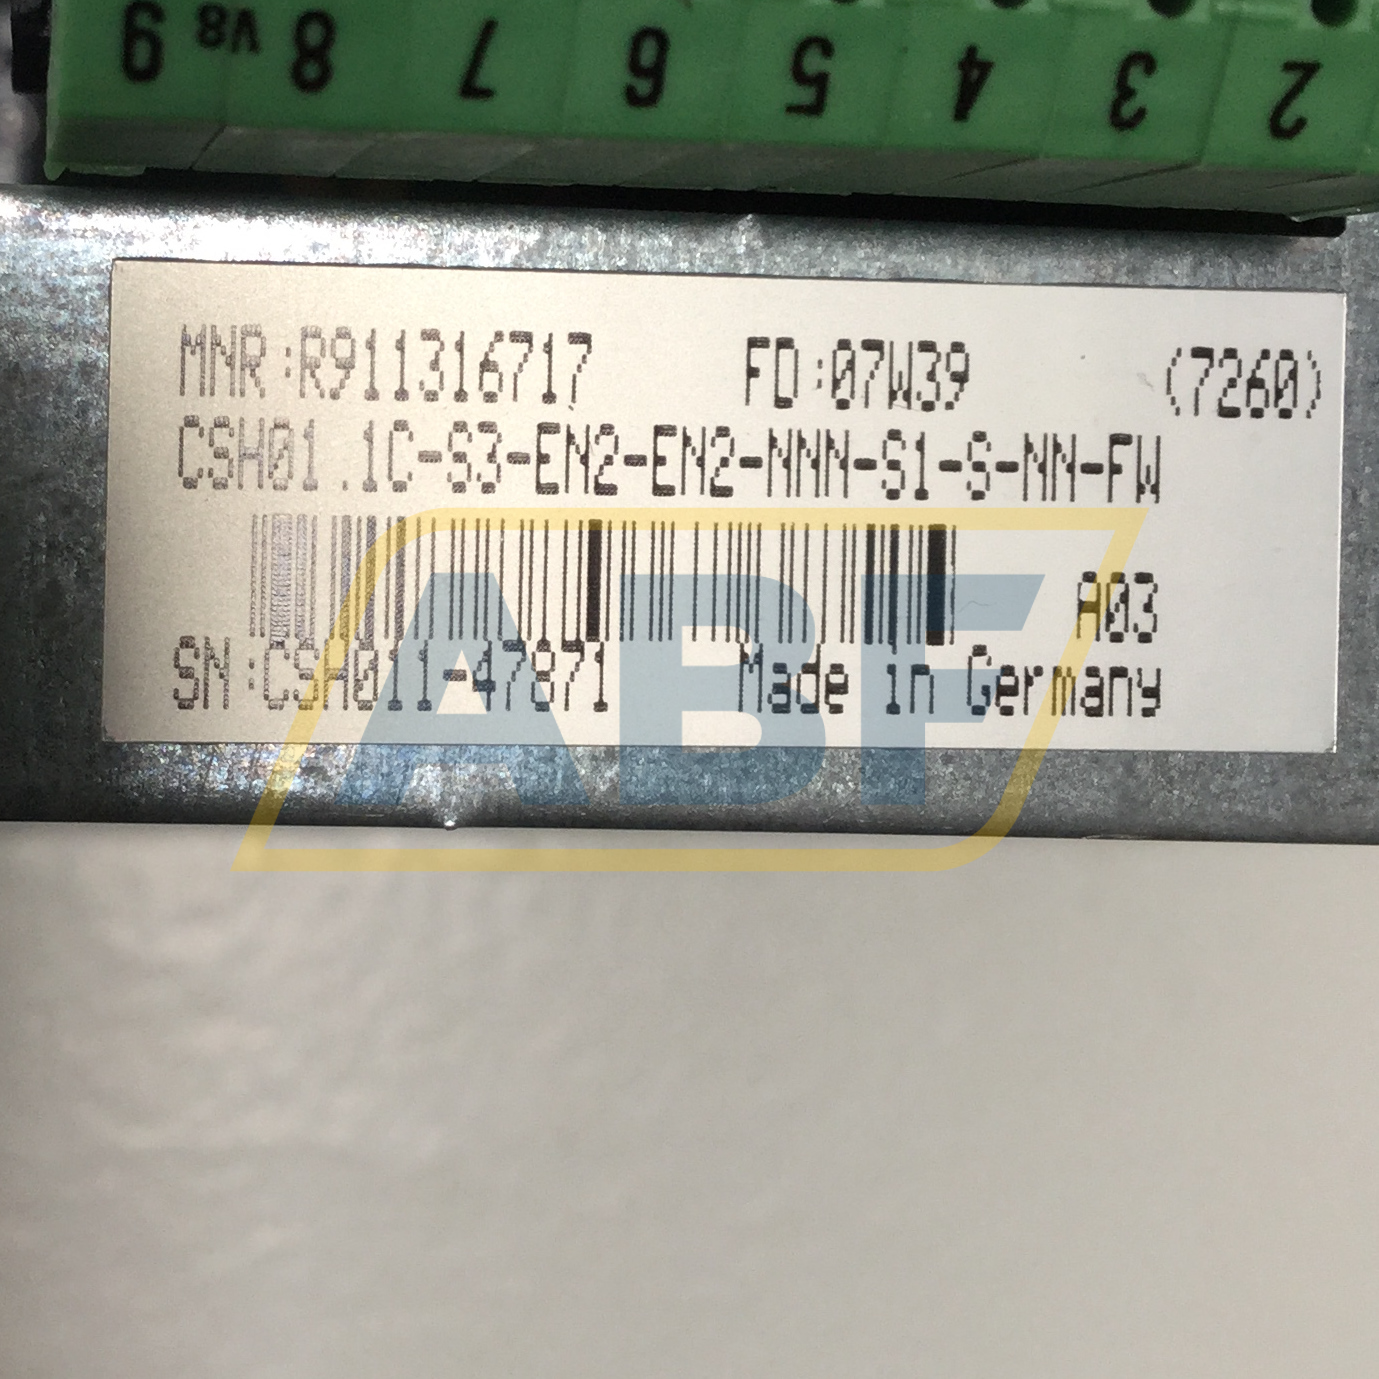 9 V8 8 7 6 5 4 3 2
MNR:R911316717 FD:07W39 (7260)
CSH01.1C-S3-EN2-EN2-NNN-S1-S-NN-FW
A03
SN:CSH011-47871 Made in Germany
ABF